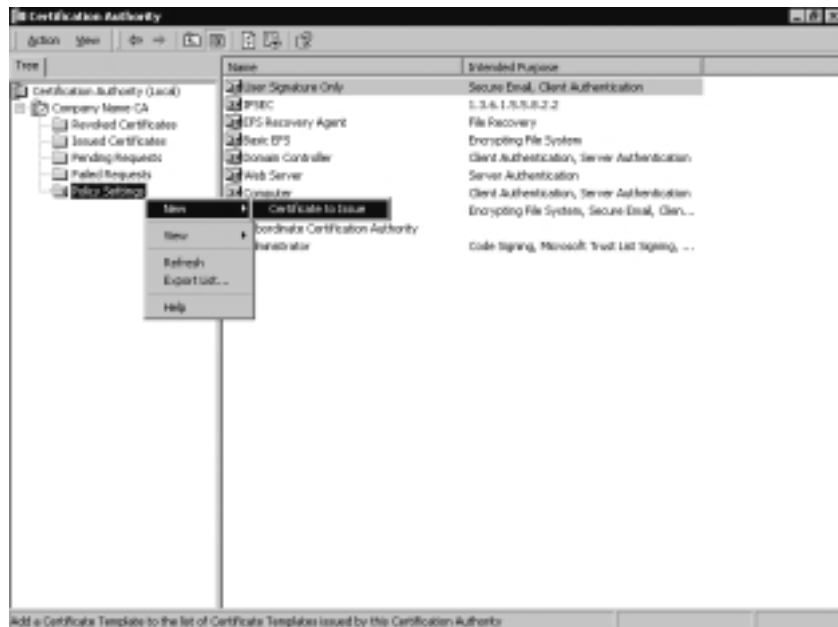 Certification Authority
Action View
Tree
Name Intended Purpose
Certification Authority (Local)
Company Name CA
Revoked Certificates
Issued Certificates
Pending Requests
Failed Requests
Policy Settings
User Signature Only Secure Email, Client Authentication
IPSEC 1.3.6.1.5.5.8.2.2
EFS Recovery Agent File Recovery
Basic EFS Encrypting File System
Domain Controller Client Authentication, Server Authentication
Web Server Server Authentication
Computer Client Authentication, Server Authentication
Encrypting File System, Secure Email, Clien...
bordinate Certification Authority
ministrator Code Signing, Microsoft Trust List Signing, ...
New Certificate to Issue
View
Refresh
Export List...
Help
Add a Certificate Template to the list of Certificate Templates issued by this Certification Authority